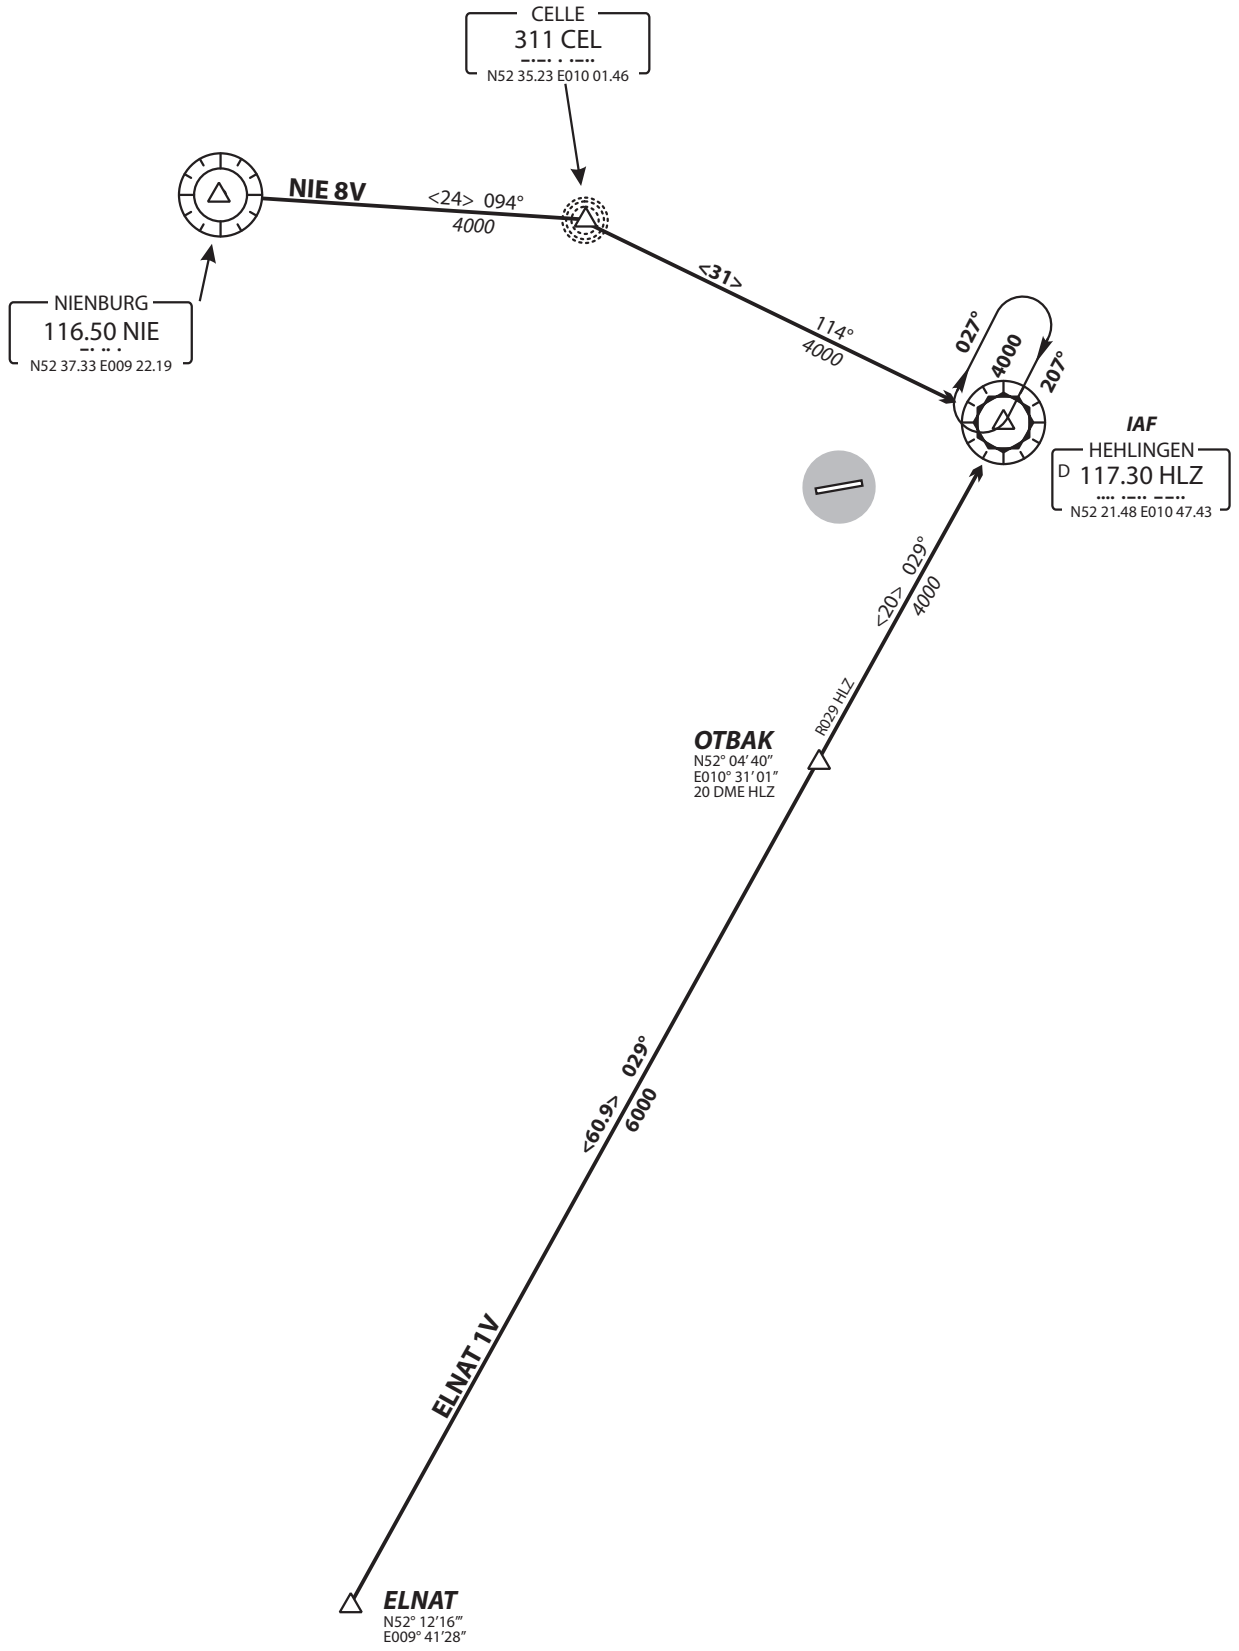 CELLE
311 CEL
N52 35.23 E010 01.46
NIE 8V
<24> 094°
4000
NIENBURG
116.50 NIE
N52 37.33 E009 22.19
<31>
114°
4000
027°
4000
207°
IAF
HEHLINGEN
D 117.30 HLZ
N52 21.48 E010 47.43
<20> 029°
4000
R029 HLZ
OTBAK
N52° 04'40"
E010° 31'01"
20 DME HLZ
<60.9> 029°
6000
ELNAT 1V
ELNAT
N52° 12'16'"
E009° 41'28"